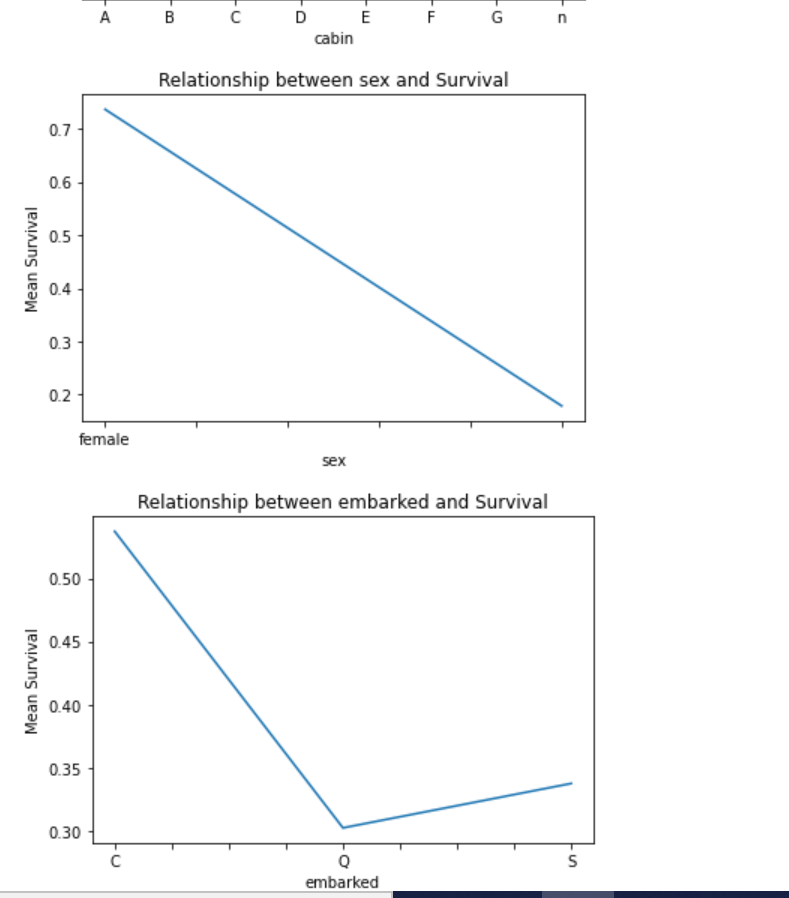 A B C D E F G n
cabin
Relationship between sex and Survival
0.7
0.6
0.5
0.4
0.3
0.2
Mean Survival
female
sex
Relationship between embarked and Survival
0.50
0.45
0.40
0.35
0.30
Mean Survival
C Q S
embarked